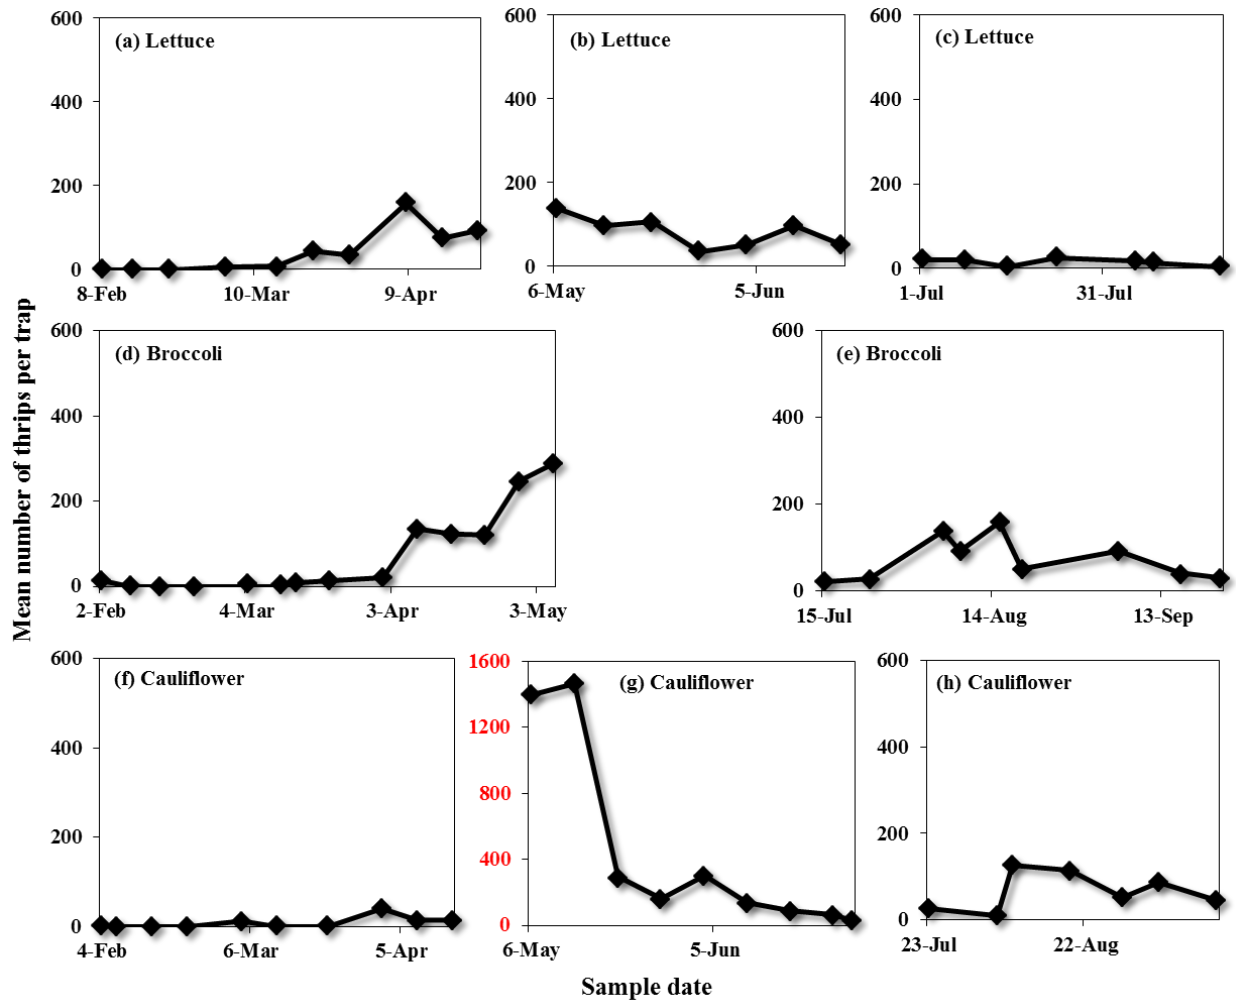 (a) Lettuce
600
400
200
0
8-Feb 10-Mar 9-Apr
(b) Lettuce
600
400
200
0
6-May 5-Jun
(c) Lettuce
600
400
200
0
1-Jul 31-Jul
Mean number of thrips per trap
(d) Broccoli
600
400
200
0
2-Feb 4-Mar 3-Apr 3-May
(e) Broccoli
600
400
200
0
15-Jul 14-Aug 13-Sep
(f) Cauliflower
600
400
200
0
4-Feb 6-Mar 5-Apr
(g) Cauliflower
1600
1200
800
400
0
6-May 5-Jun
(h) Cauliflower
600
400
200
0
23-Jul 22-Aug
Sample date